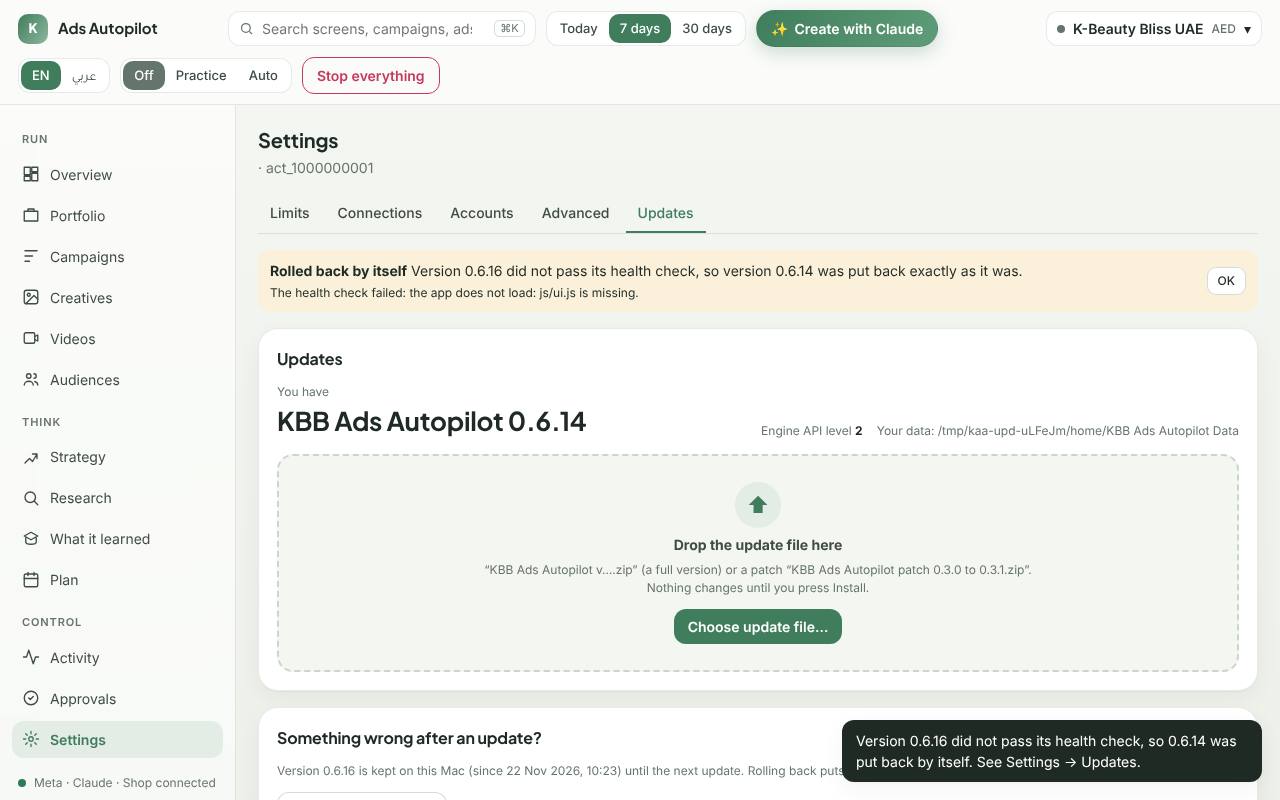 K
Ads Autopilot
Search screens, campaigns, ads
⌘K
Today
7 days
30 days
✨ Create with Claude
K-Beauty Bliss UAE AED ▾
EN
عربي
Off
Practice
Auto
Stop everything
RUN
Overview
Portfolio
Campaigns
Creatives
Videos
Audiences
THINK
Strategy
Research
What it learned
Plan
CONTROL
Activity
Approvals
Settings
Meta · Claude · Shop connected
Settings
· act_1000000001
Limits
Connections
Accounts
Advanced
Updates
Rolled back by itself Version 0.6.16 did not pass its health check, so version 0.6.14 was put back exactly as it was.
The health check failed: the app does not load: js/ui.js is missing.
OK
Updates
You have
KBB Ads Autopilot 0.6.14
Engine API level 2
Your data: /tmp/kaa-upd-uLFeJm/home/KBB Ads Autopilot Data
Drop the update file here
“KBB Ads Autopilot v….zip” (a full version) or a patch “KBB Ads Autopilot patch 0.3.0 to 0.3.1.zip”.
Nothing changes until you press Install.
Choose update file…
Something wrong after an update?
Version 0.6.16 is kept on this Mac (since 22 Nov 2026, 10:23) until the next update. Rolling back puts
Version 0.6.16 did not pass its health check, so 0.6.14 was
put back by itself. See Settings → Updates.